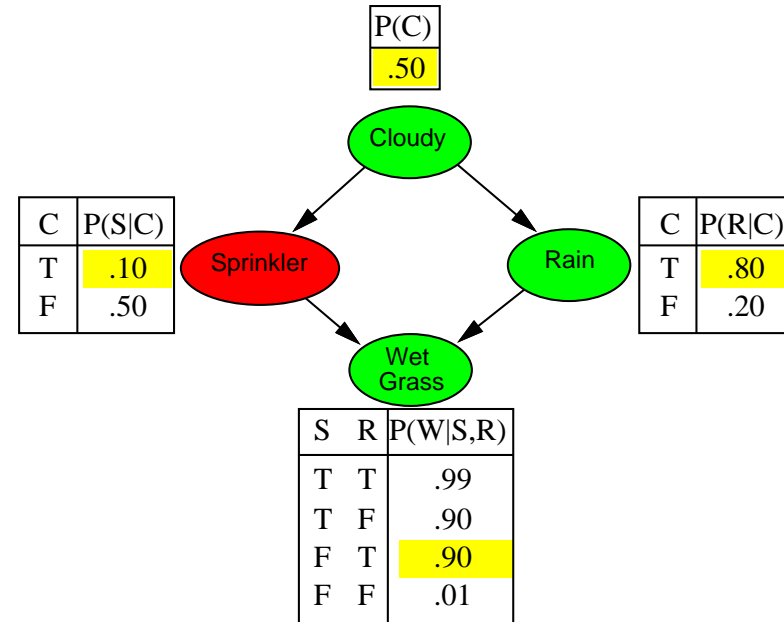 P(C)
.50
Cloudy
C P(S|C)
T .10
F .50
Sprinkler
Rain
C P(R|C)
T .80
F .20
Wet
Grass
S R P(W|S,R)
T T .99
T F .90
F T .90
F F .01